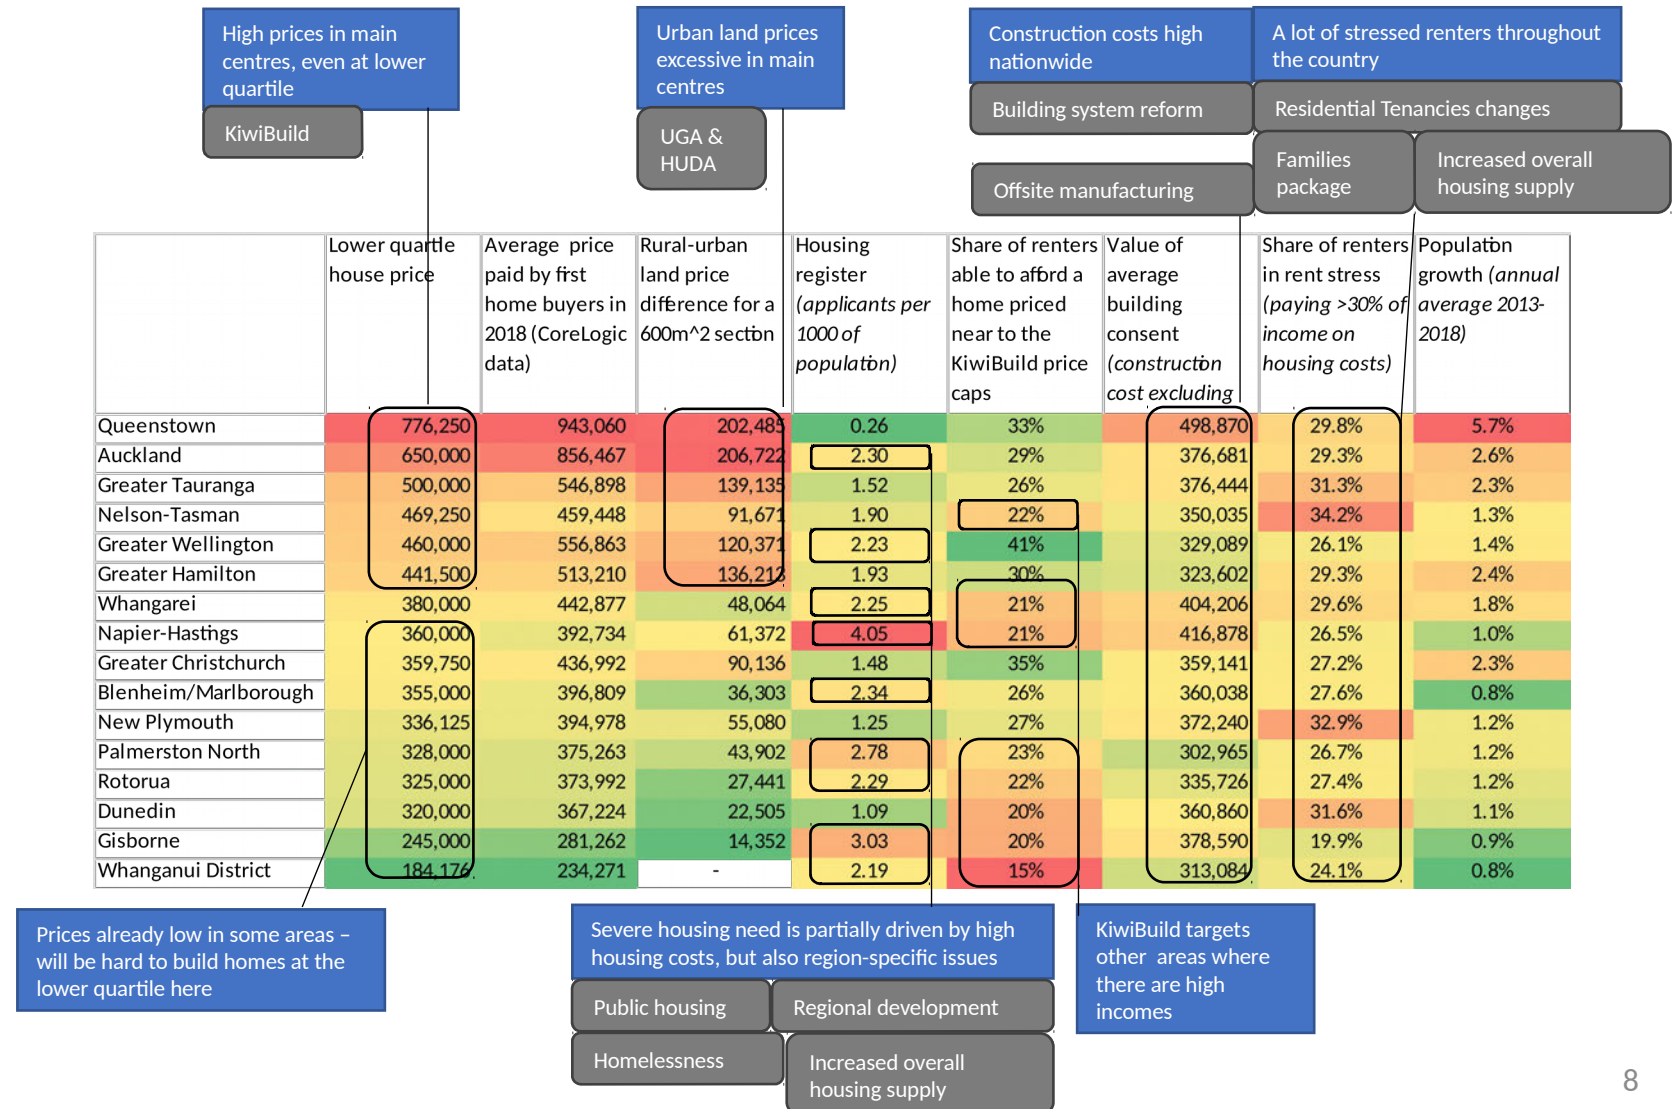 High prices in main
centres, even at lower
quartile
KiwiBuild
Urban land prices
excessive in main
centres
UGA &
HUDA
Construction costs high
nationwide
Building system reform
Offsite manufacturing
A lot of stressed renters throughout
the country
Residential Tenancies changes
Families
package
Increased overall
housing supply
Lower quartile
house price
Average price
paid by first
home buyers in
2018 (CoreLogic
data)
Rural-urban
land price
difference for a
600m^2 section
Housing
register
(applicants per
1000 of
population)
Share of renters
able to afford a
home priced
near to the
KiwiBuild price
caps
Value of
average
building
consent
(construction
cost excluding
Share of renters
in rent stress
(paying >30% of
income on
housing costs)
Population
growth (annual
average 2013-
2018)
Queenstown 776,250 943,060 202,485 0.26 33% 498,870 29.8% 5.7%
Auckland 650,000 856,467 206,722 2.30 29% 376,681 29.3% 2.6%
Greater Tauranga 500,000 546,898 139,135 1.52 26% 376,444 31.3% 2.3%
Nelson-Tasman 469,250 459,448 91,671 1.90 22% 350,035 34.2% 1.3%
Greater Wellington 460,000 556,863 120,371 2.23 41% 329,089 26.1% 1.4%
Greater Hamilton 441,500 513,210 136,213 1.93 30% 323,602 29.3% 2.4%
Whangarei 380,000 442,877 48,064 2.25 21% 404,206 29.6% 1.8%
Napier-Hastings 360,000 392,734 61,372 4.05 21% 416,878 26.5% 1.0%
Greater Christchurch 359,750 436,992 90,136 1.48 35% 359,141 27.2% 2.3%
Blenheim/Marlborough 355,000 396,809 36,303 2.34 26% 360,038 27.6% 0.8%
New Plymouth 336,125 394,978 55,080 1.25 27% 372,240 32.9% 1.2%
Palmerston North 328,000 375,263 43,902 2.78 23% 302,965 26.7% 1.2%
Rotorua 325,000 373,992 27,441 2.29 22% 335,726 27.4% 1.2%
Dunedin 320,000 367,224 22,505 1.09 20% 360,860 31.6% 1.1%
Gisborne 245,000 281,262 14,352 3.03 20% 378,590 19.9% 0.9%
Whanganui District 184,176 234,271 - 2.19 15% 313,084 24.1% 0.8%
Prices already low in some areas –
will be hard to build homes at the
lower quartile here
Severe housing need is partially driven by high
housing costs, but also region-specific issues
Public housing
Regional development
Homelessness
Increased overall
housing supply
KiwiBuild targets
other areas where
there are high
incomes
8